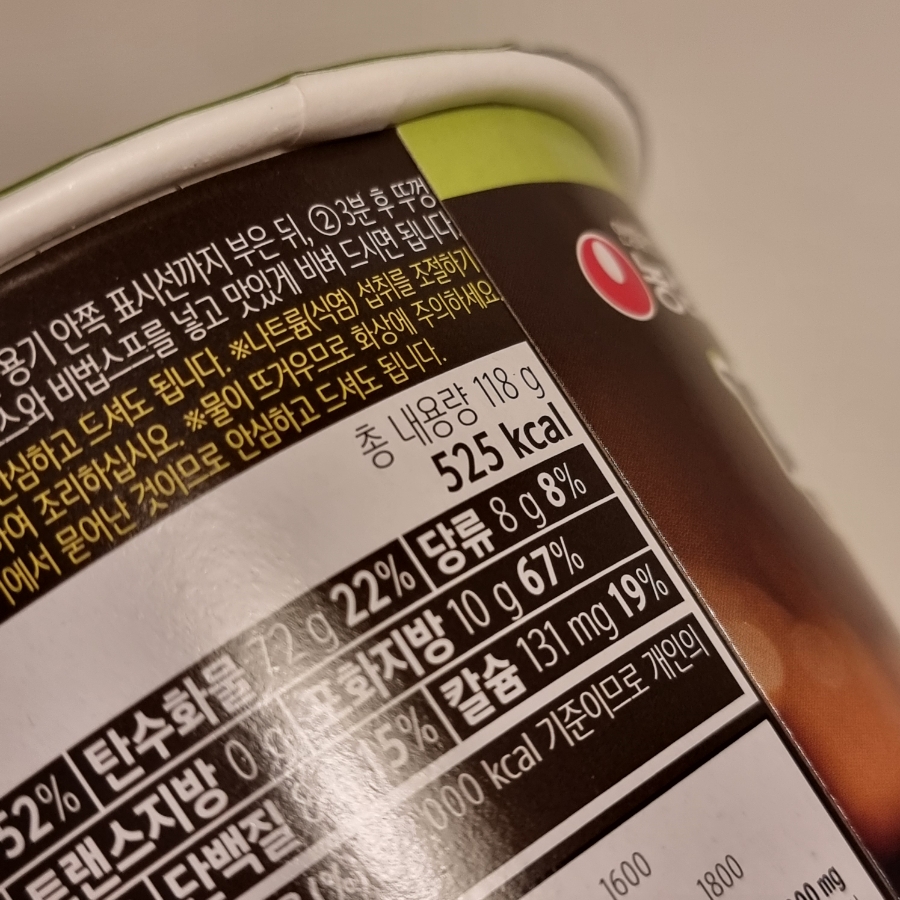 용기 안쪽 표시선까지 부은 뒤, ② 3분 후 뚜껑
스와 비법스프를 넣고 맛있게 비벼 드시면 됩니다.
안심하고 드셔도 됩니다. ※나트륨(식염) 섭취를 조절하기
하여 조리하십시오. ※물이 뜨거우므로 화상에 주의하세요.
에서 묻어난 것이므로 안심하고 드셔도 됩니다.
총 내용량 118 g
525 kcal
52% 탄수화물 72 g 22% 당류 8 g 8%
트랜스지방 0 포화지방 10 g 67%
단백질 15% 칼슘 131 mg 19%
000 kcal 기준이므로 개인의
1600 1800
mg